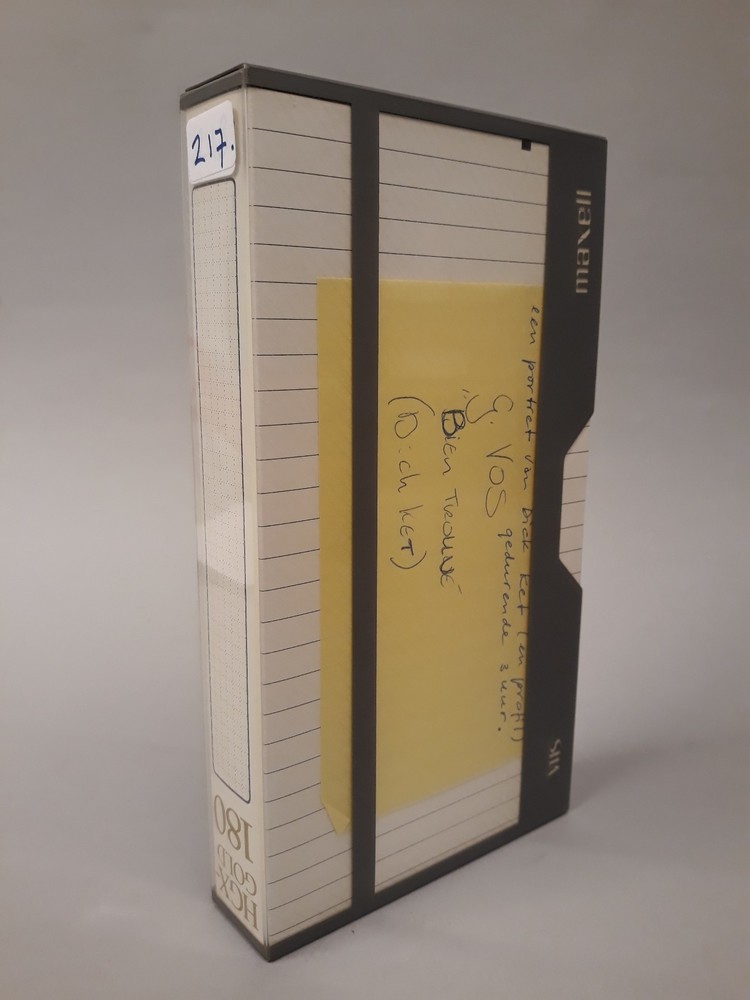 217.
maxell
een portret van Dick Ket (en profil)
G. VOS gedurende 3 uur.
"Bien TROUVÉ
(Dick KET)
VHS
180
HGX-
GOLD